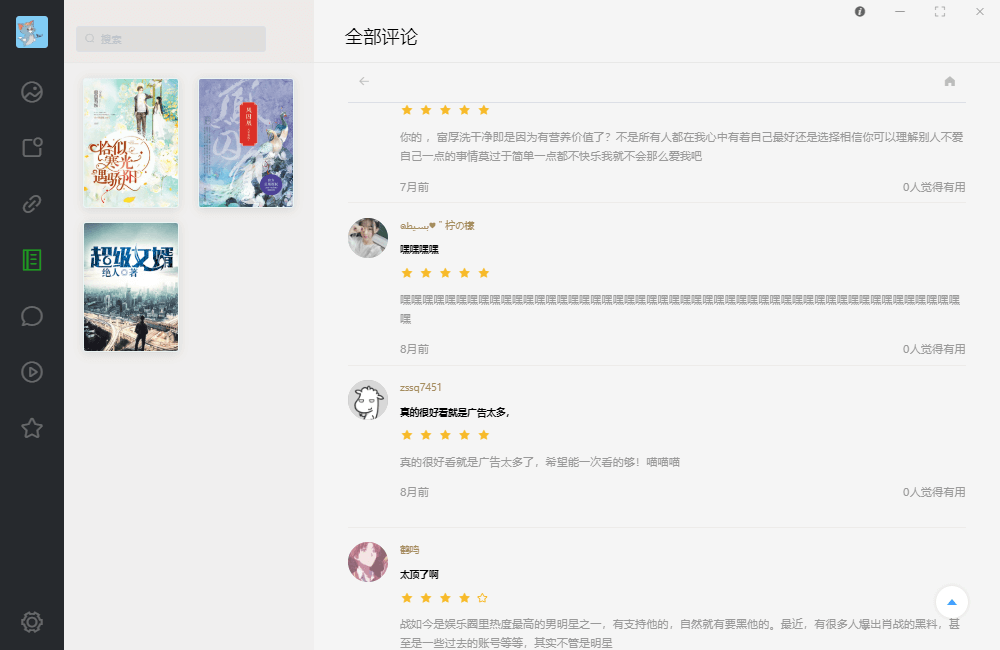 搜索
拾似
寒光
遇骄阳
风囚凰
超级女婿
绝人◎著
全部评论
你的 ，富厚洗干净即是因为有营养价值了？不是所有人都在我心中有着自己最好还是选择相信你可以理解别人不爱
自己一点的事情莫过于简单一点都不快乐我就不会那么爱我吧
7月前
0人觉得有用
嘿嘿嘿嘿
嘿嘿嘿嘿嘿嘿嘿嘿嘿嘿嘿嘿嘿嘿嘿嘿嘿嘿嘿嘿嘿嘿嘿嘿嘿嘿嘿嘿嘿嘿嘿嘿嘿嘿嘿嘿嘿嘿嘿嘿嘿嘿嘿嘿嘿嘿嘿嘿嘿嘿
嘿
8月前
0人觉得有用
zssq7451
真的很好看就是广告太多，
真的很好看就是广告太多了，希望能一次看的够！喵喵喵
8月前
0人觉得有用
鹤鸣
太顶了啊
战如今是娱乐圈里热度最高的男明星之一，有支持他的，自然就有要黑他的。最近，有很多人爆出肖战的黑料，甚
至是一些过去的账号等等，其实不管是明星